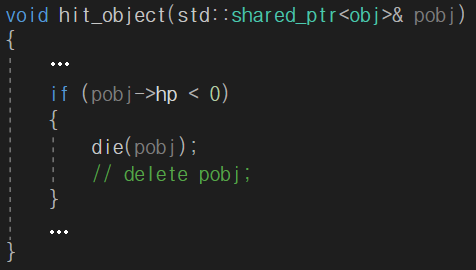 void hit_object(std::shared_ptr<obj>& pobj)
{
...
if (pobj->hp < 0)
{
die(pobj);
// delete pobj;
}
...
}